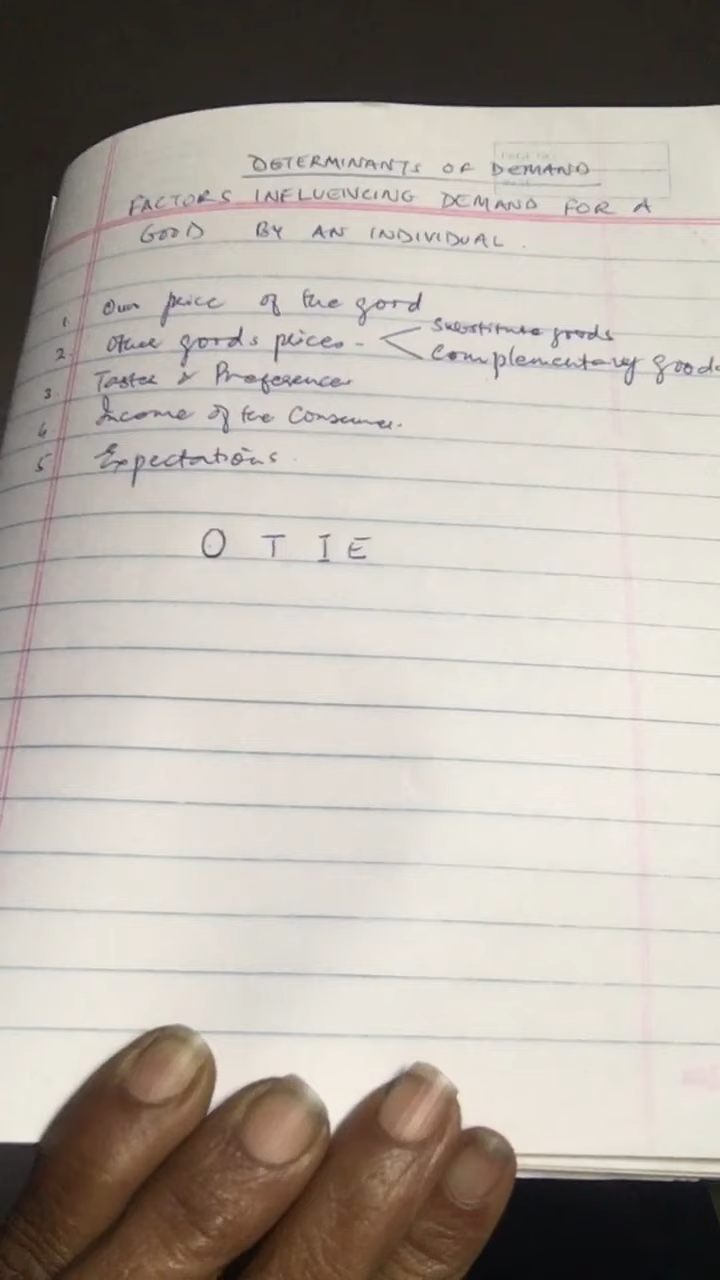 DETERMINANTS OF DEMAND
FACTORS INFLUENCING DEMAND FOR A
GOOD BY AN INDIVIDUAL.
1. Own price of the good
2. Other goods prices - Substitute goods
Complementary goods
3. Tastes & Preferences
4 Income of the Consumer.
5 Expectations.
O T I E